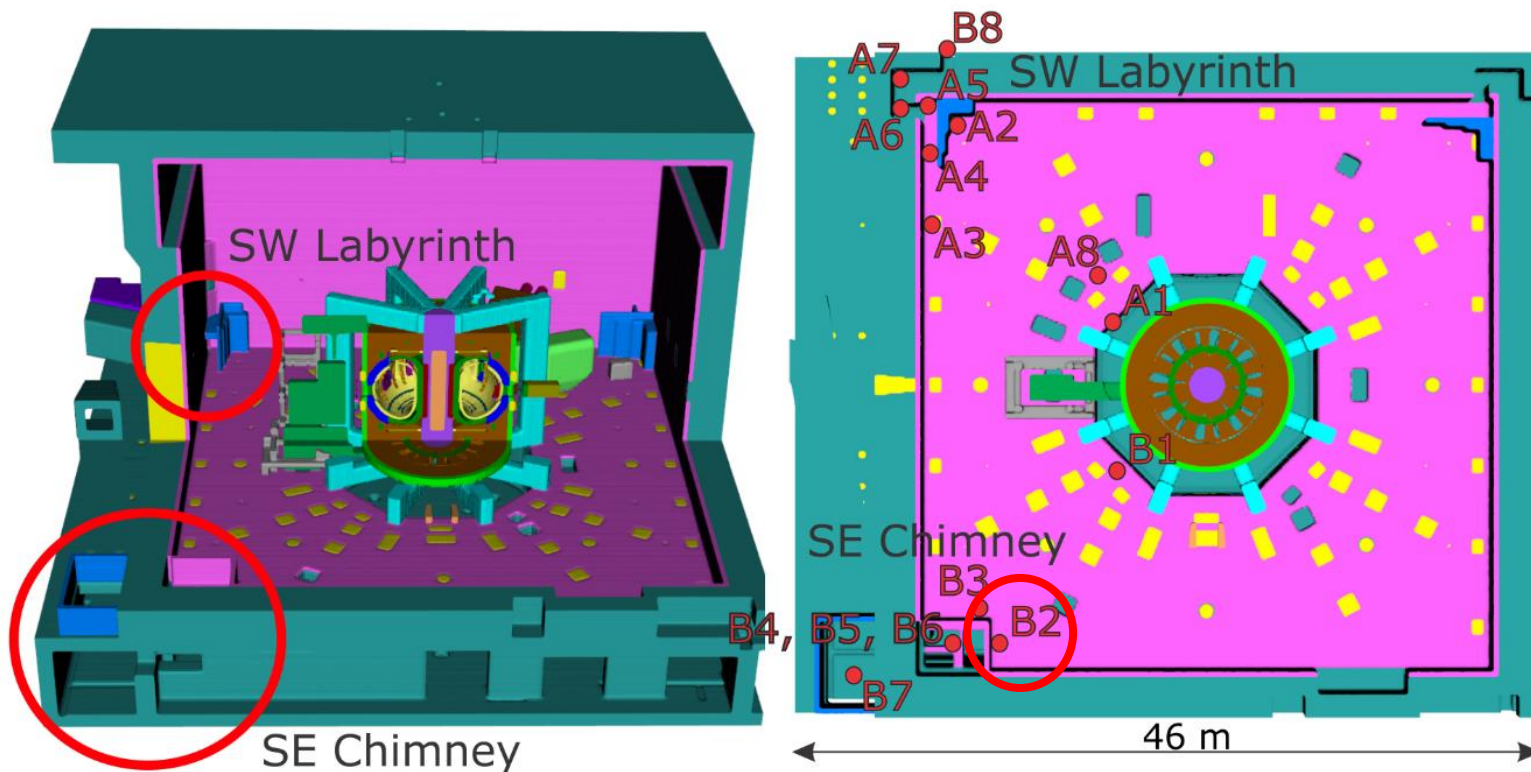 SW Labyrinth
SE Chimney
B8
A7
SW Labyrinth
A5
A6
A2
A4
A3
A8
A1
B1
SE Chimney
B3
B4, B5, B6
B2
B7
46 m